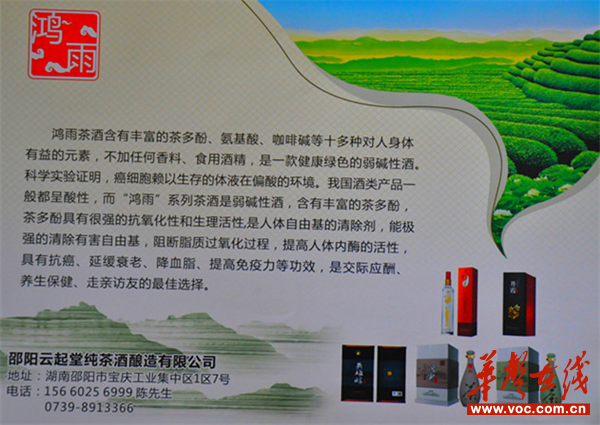 鸿雨
鸿雨茶酒含有丰富的茶多酚、氨基酸、咖啡碱等十多种对人身体
有益的元素，不加任何香料、食用酒精，是一款健康绿色的弱碱性酒。
科学实验证明，癌细胞赖以生存的体液在偏酸的环境。我国酒类产品一
般都呈酸性，而“鸿雨”系列茶酒是弱碱性酒，含有丰富的茶多酚，
茶多酚具有很强的抗氧化性和生理活性,是人体自由基的清除剂，能极
强的清除有害自由基，阻断脂质过氧化过程，提高人体内酶的活性，
具有抗癌、延缓衰老、降血脂、提高免疫力等功效，是交际应酬、
养生保健、走亲访友的最佳选择。
邵阳云起堂纯茶酒酿造有限公司
地址：湖南邵阳市宝庆工业集中区1区7号
电话：156 6025 6999 陈先生
0739-8913366
华声在线
www.voc.com.cn